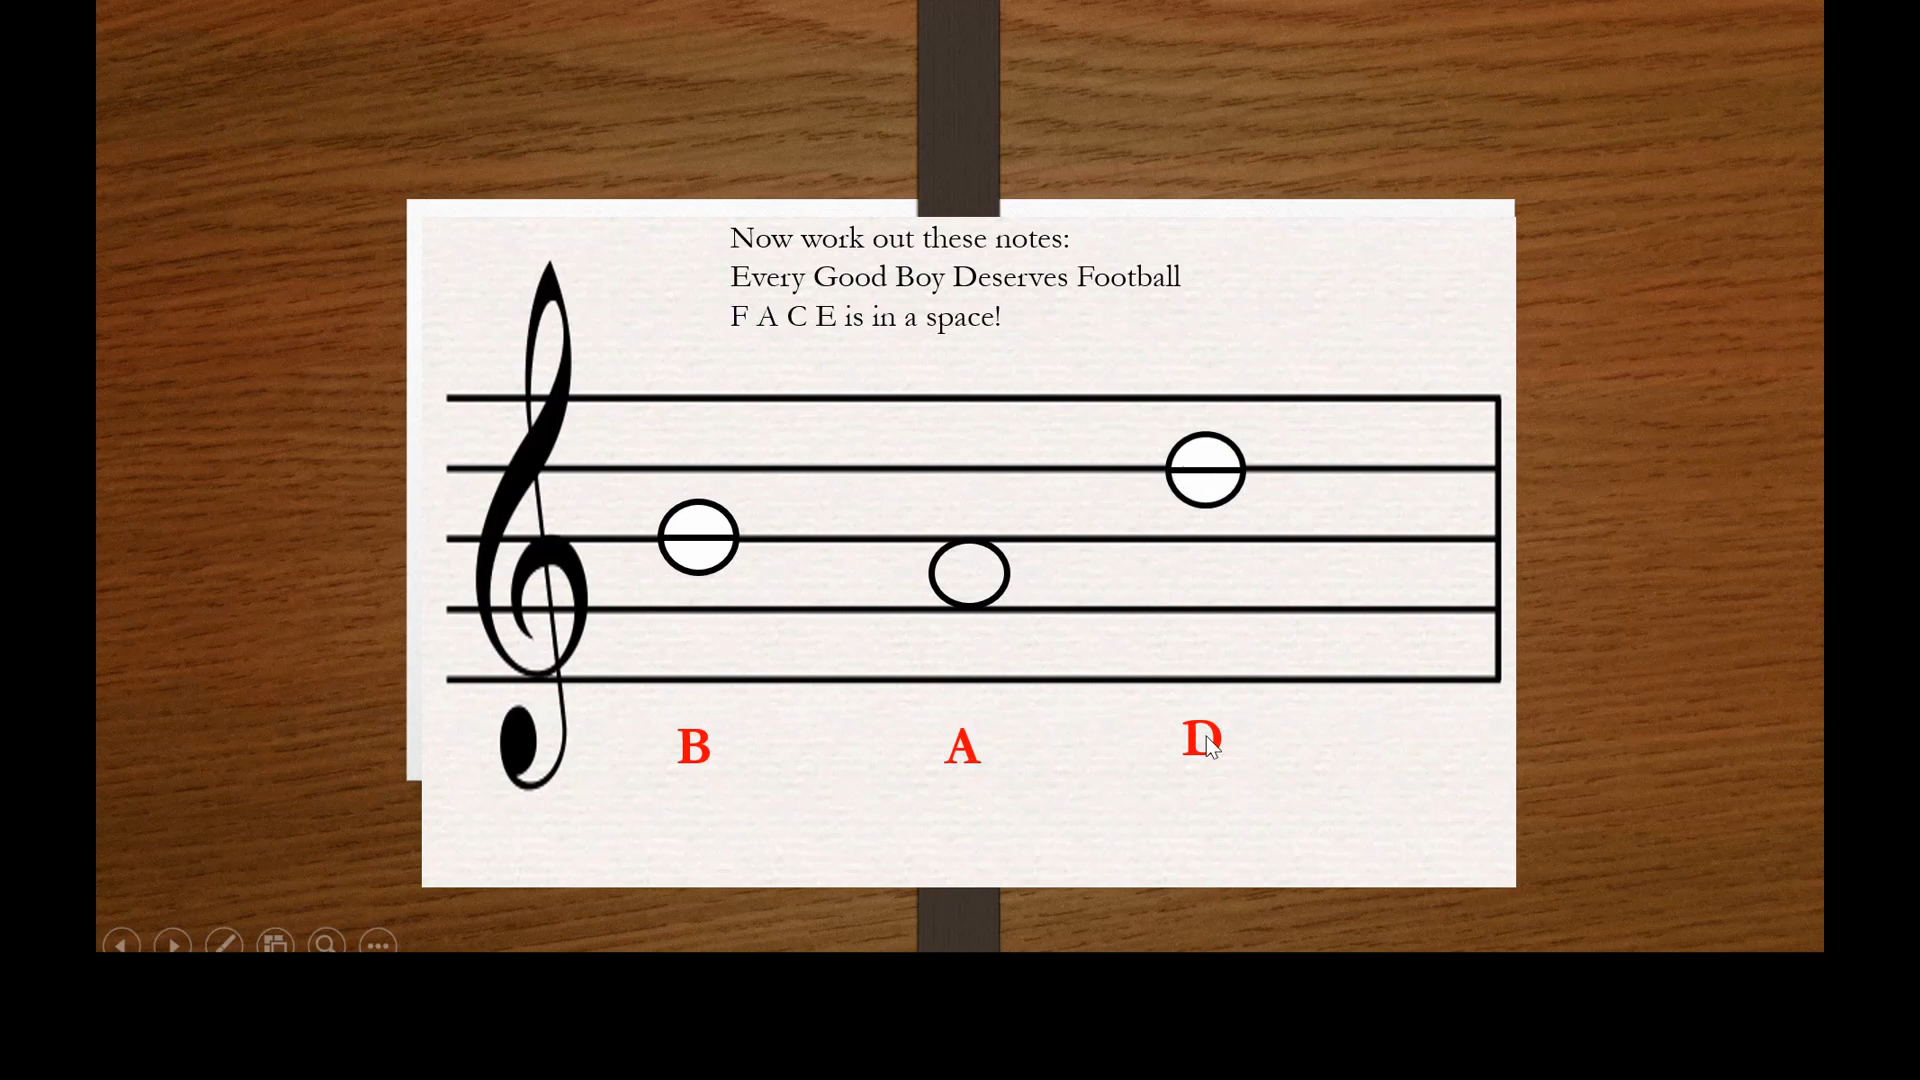 Now work out these notes:
Every Good Boy Deserves Football
F A C E is in a space!
B A D